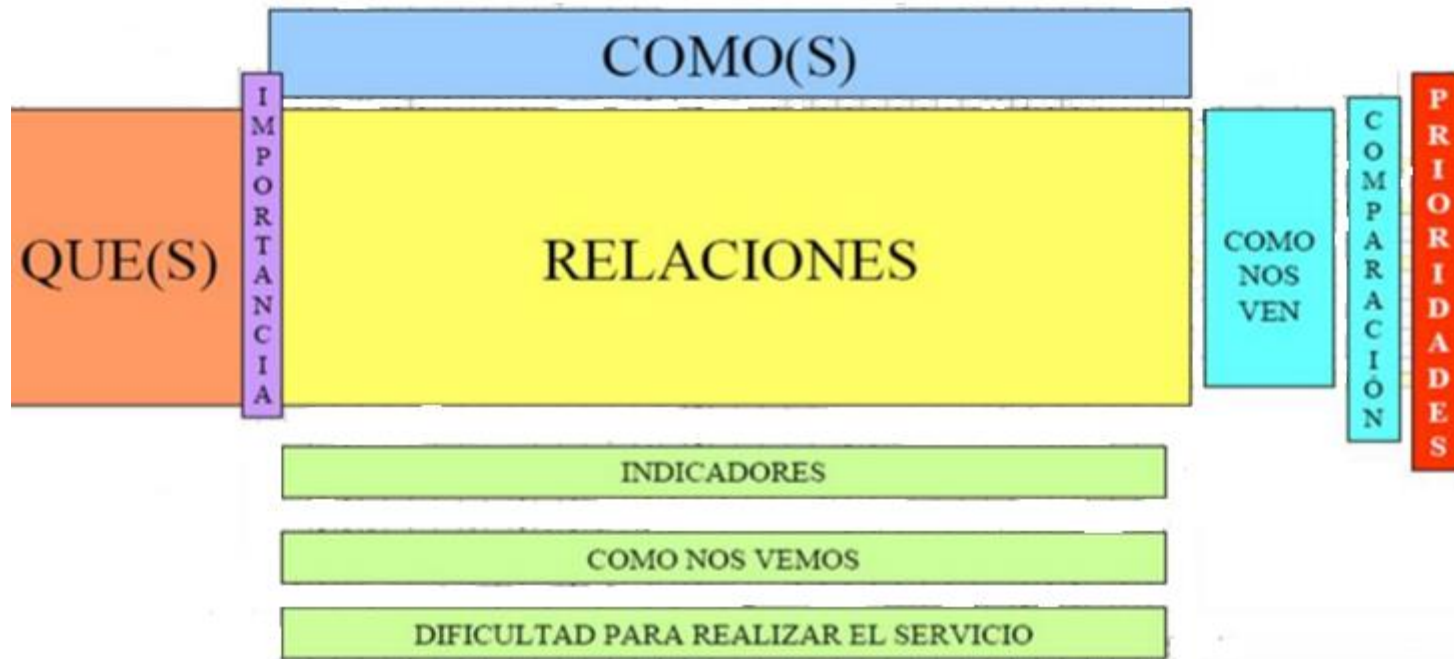 COMO(S)
IMPORTANCIA
QUE(S)
RELACIONES
COMO
NOS
VEN
COMPARACIÓN
PRIORIDADES
INDICADORES
COMO NOS VEMOS
DIFICULTAD PARA REALIZAR EL SERVICIO